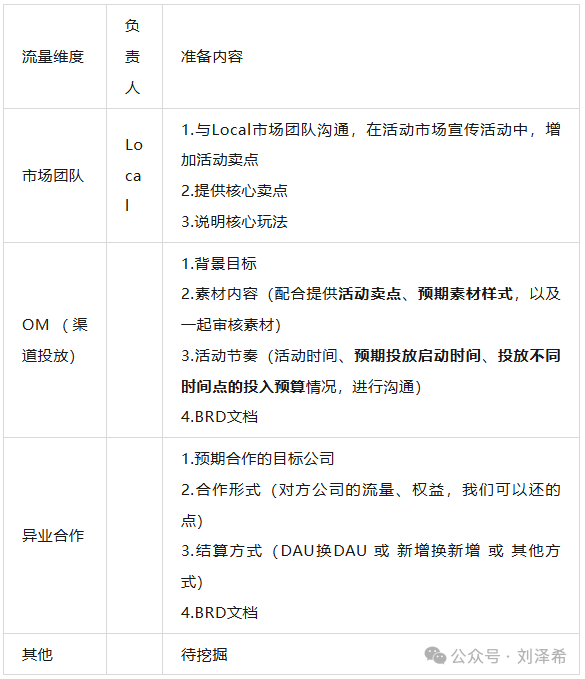 流量维度
负
责
人
准备内容
市场团队
Lo
ca
l
1.与Local市场团队沟通，在活动市场宣传活动中，增
加活动卖点
2.提供核心卖点
3.说明核心玩法
OM （渠
道投放）
1.背景目标
2.素材内容（配合提供活动卖点、预期素材样式，以及
一起审核素材）
3.活动节奏（活动时间、预期投放启动时间、投放不同
时间点的投入预算情况，进行沟通）
4.BRD文档
异业合作
1.预期合作的目标公司
2.合作形式（对方公司的流量、权益，我们可以还的
点）
3.结算方式（DAU换DAU 或 新增换新增 或 其他方
式）
4.BRD文档
其他
待挖掘
公众号 · 刘泽希